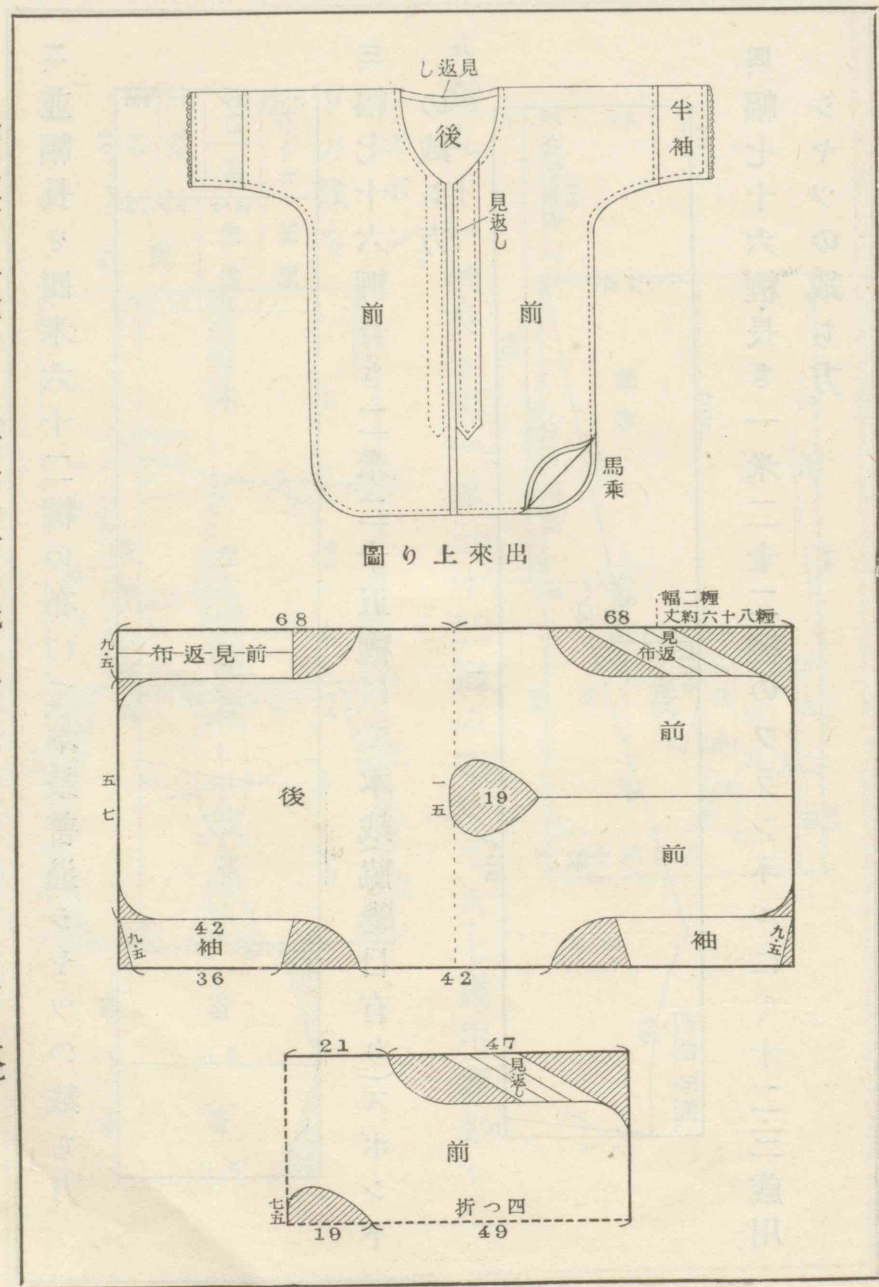 し返見
後
半袖
見返し
前
前
馬乗
圖り上來出
68
68
幅二糎
丈約六十八糎
九・五
布返見前
見返布
前
五七
後
一五
19
前
42
袖
九・五
袖
九・五
36
42
21
47
見返し
前
七・五
折つ四
19
49